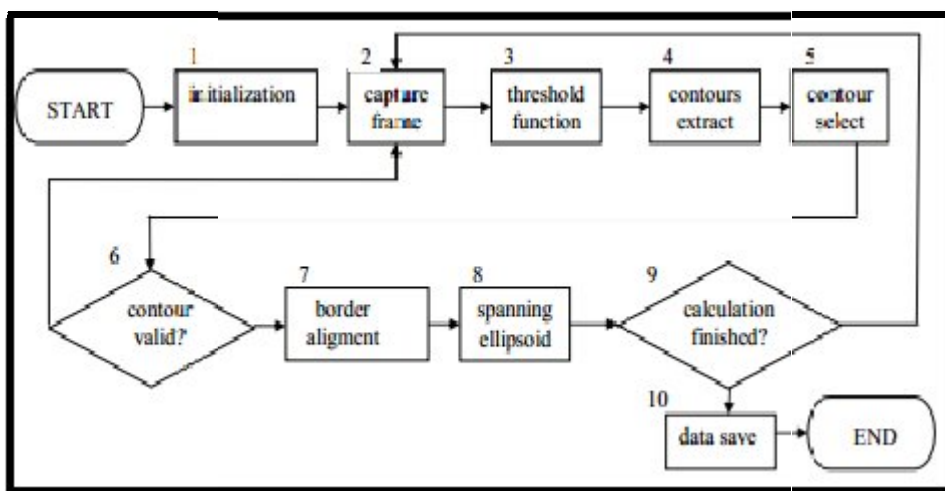 1
2
3
4
5
START
initialization
capture
frame
threshold
function
contours
extract
contour
select
6
7
8
9
contour
valid?
border
aligment
spanning
ellipsoid
calculation
finished?
10
data save
END